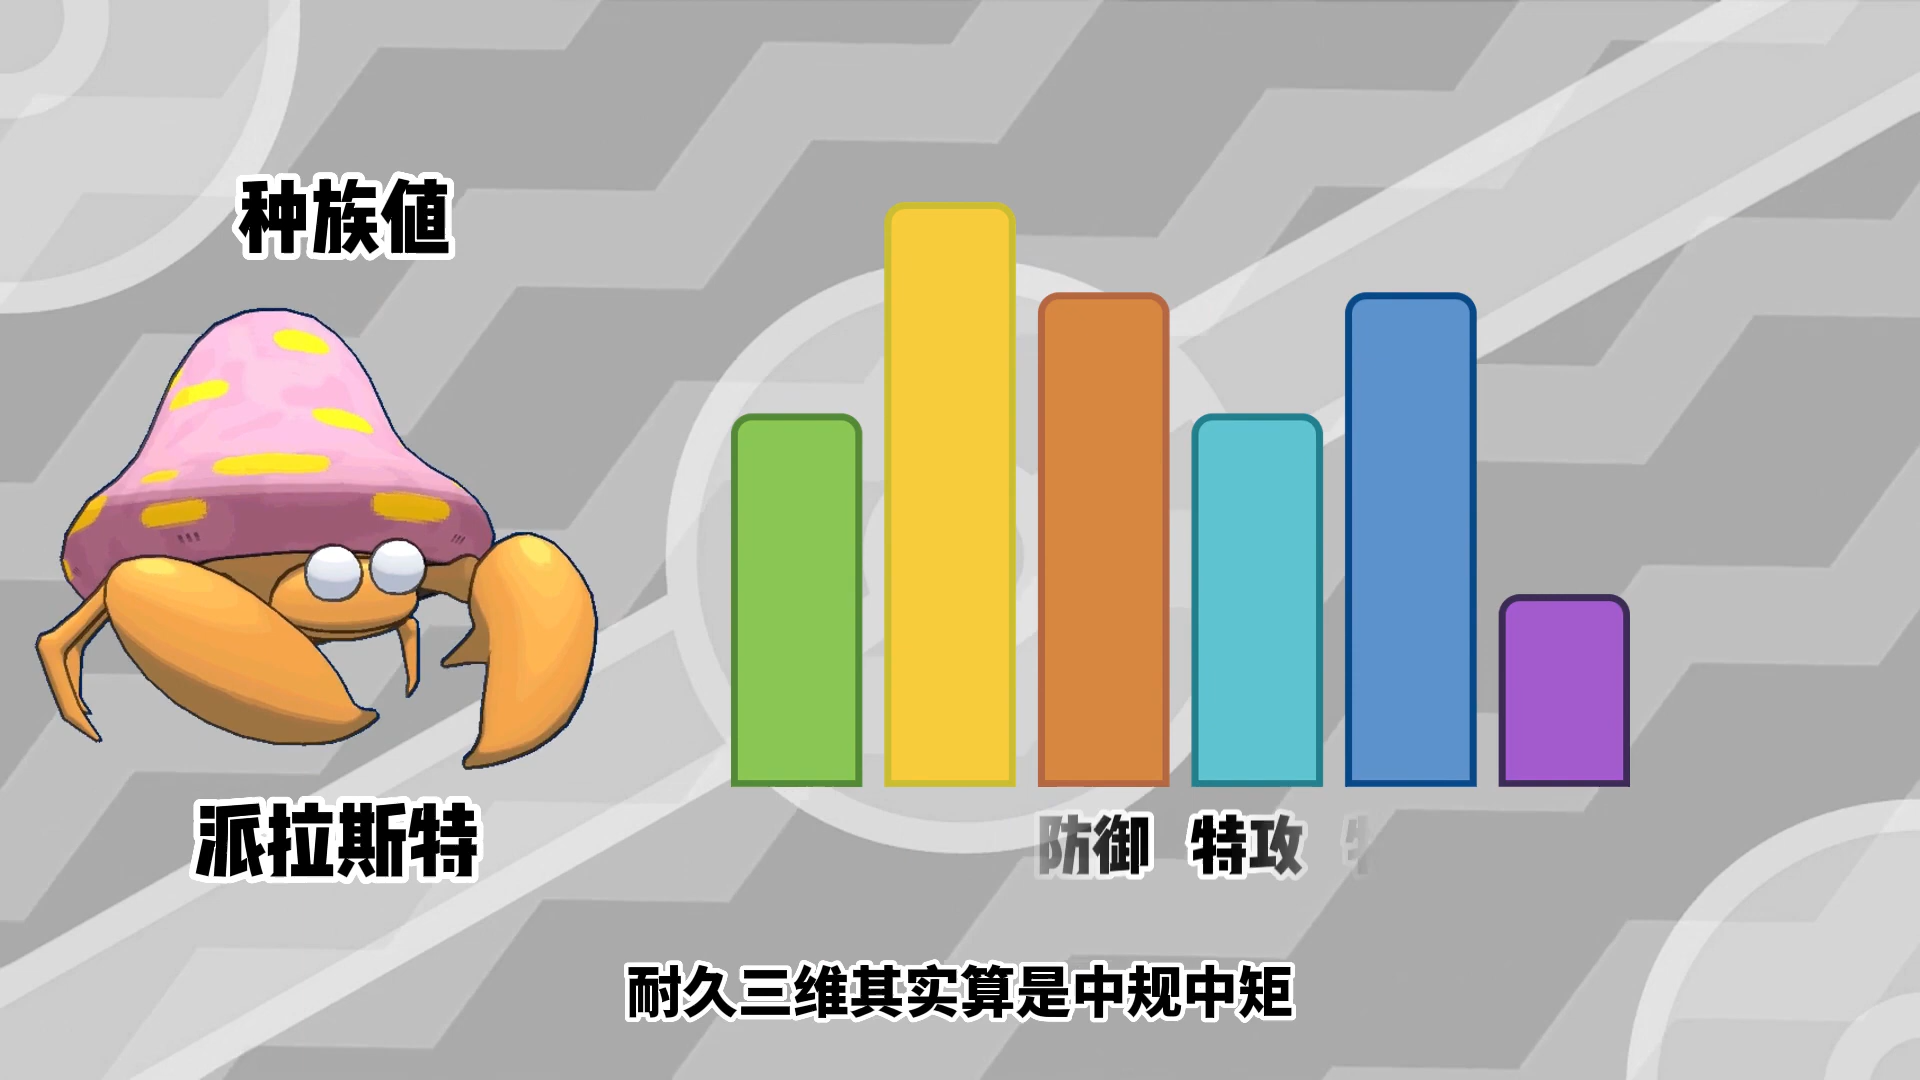 种族值
派拉斯特
防御 特攻
耐久三维其实算是中规中矩